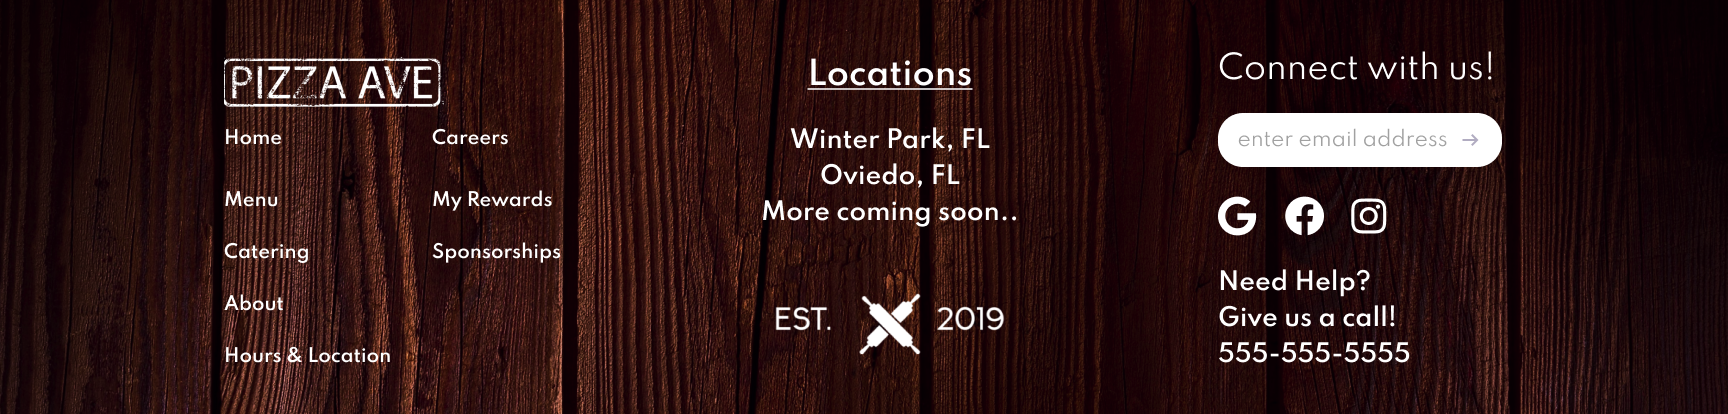 PIZZA AVE
Home
Menu
Catering
About
Hours & Location
Careers
My Rewards
Sponsorships
Locations
Winter Park, FL
Oviedo, FL
More coming soon..
EST. 2019
Connect with us!
enter email address →
Need Help?
Give us a call!
555-555-5555